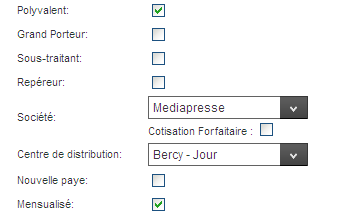 Polyvalent:
Grand Porteur:
Sous-traitant:
Repéreur:
Société: Mediapresse
Cotisation Forfaitaire :
Centre de distribution: Bercy - Jour
Nouvelle paye:
Mensualisé: